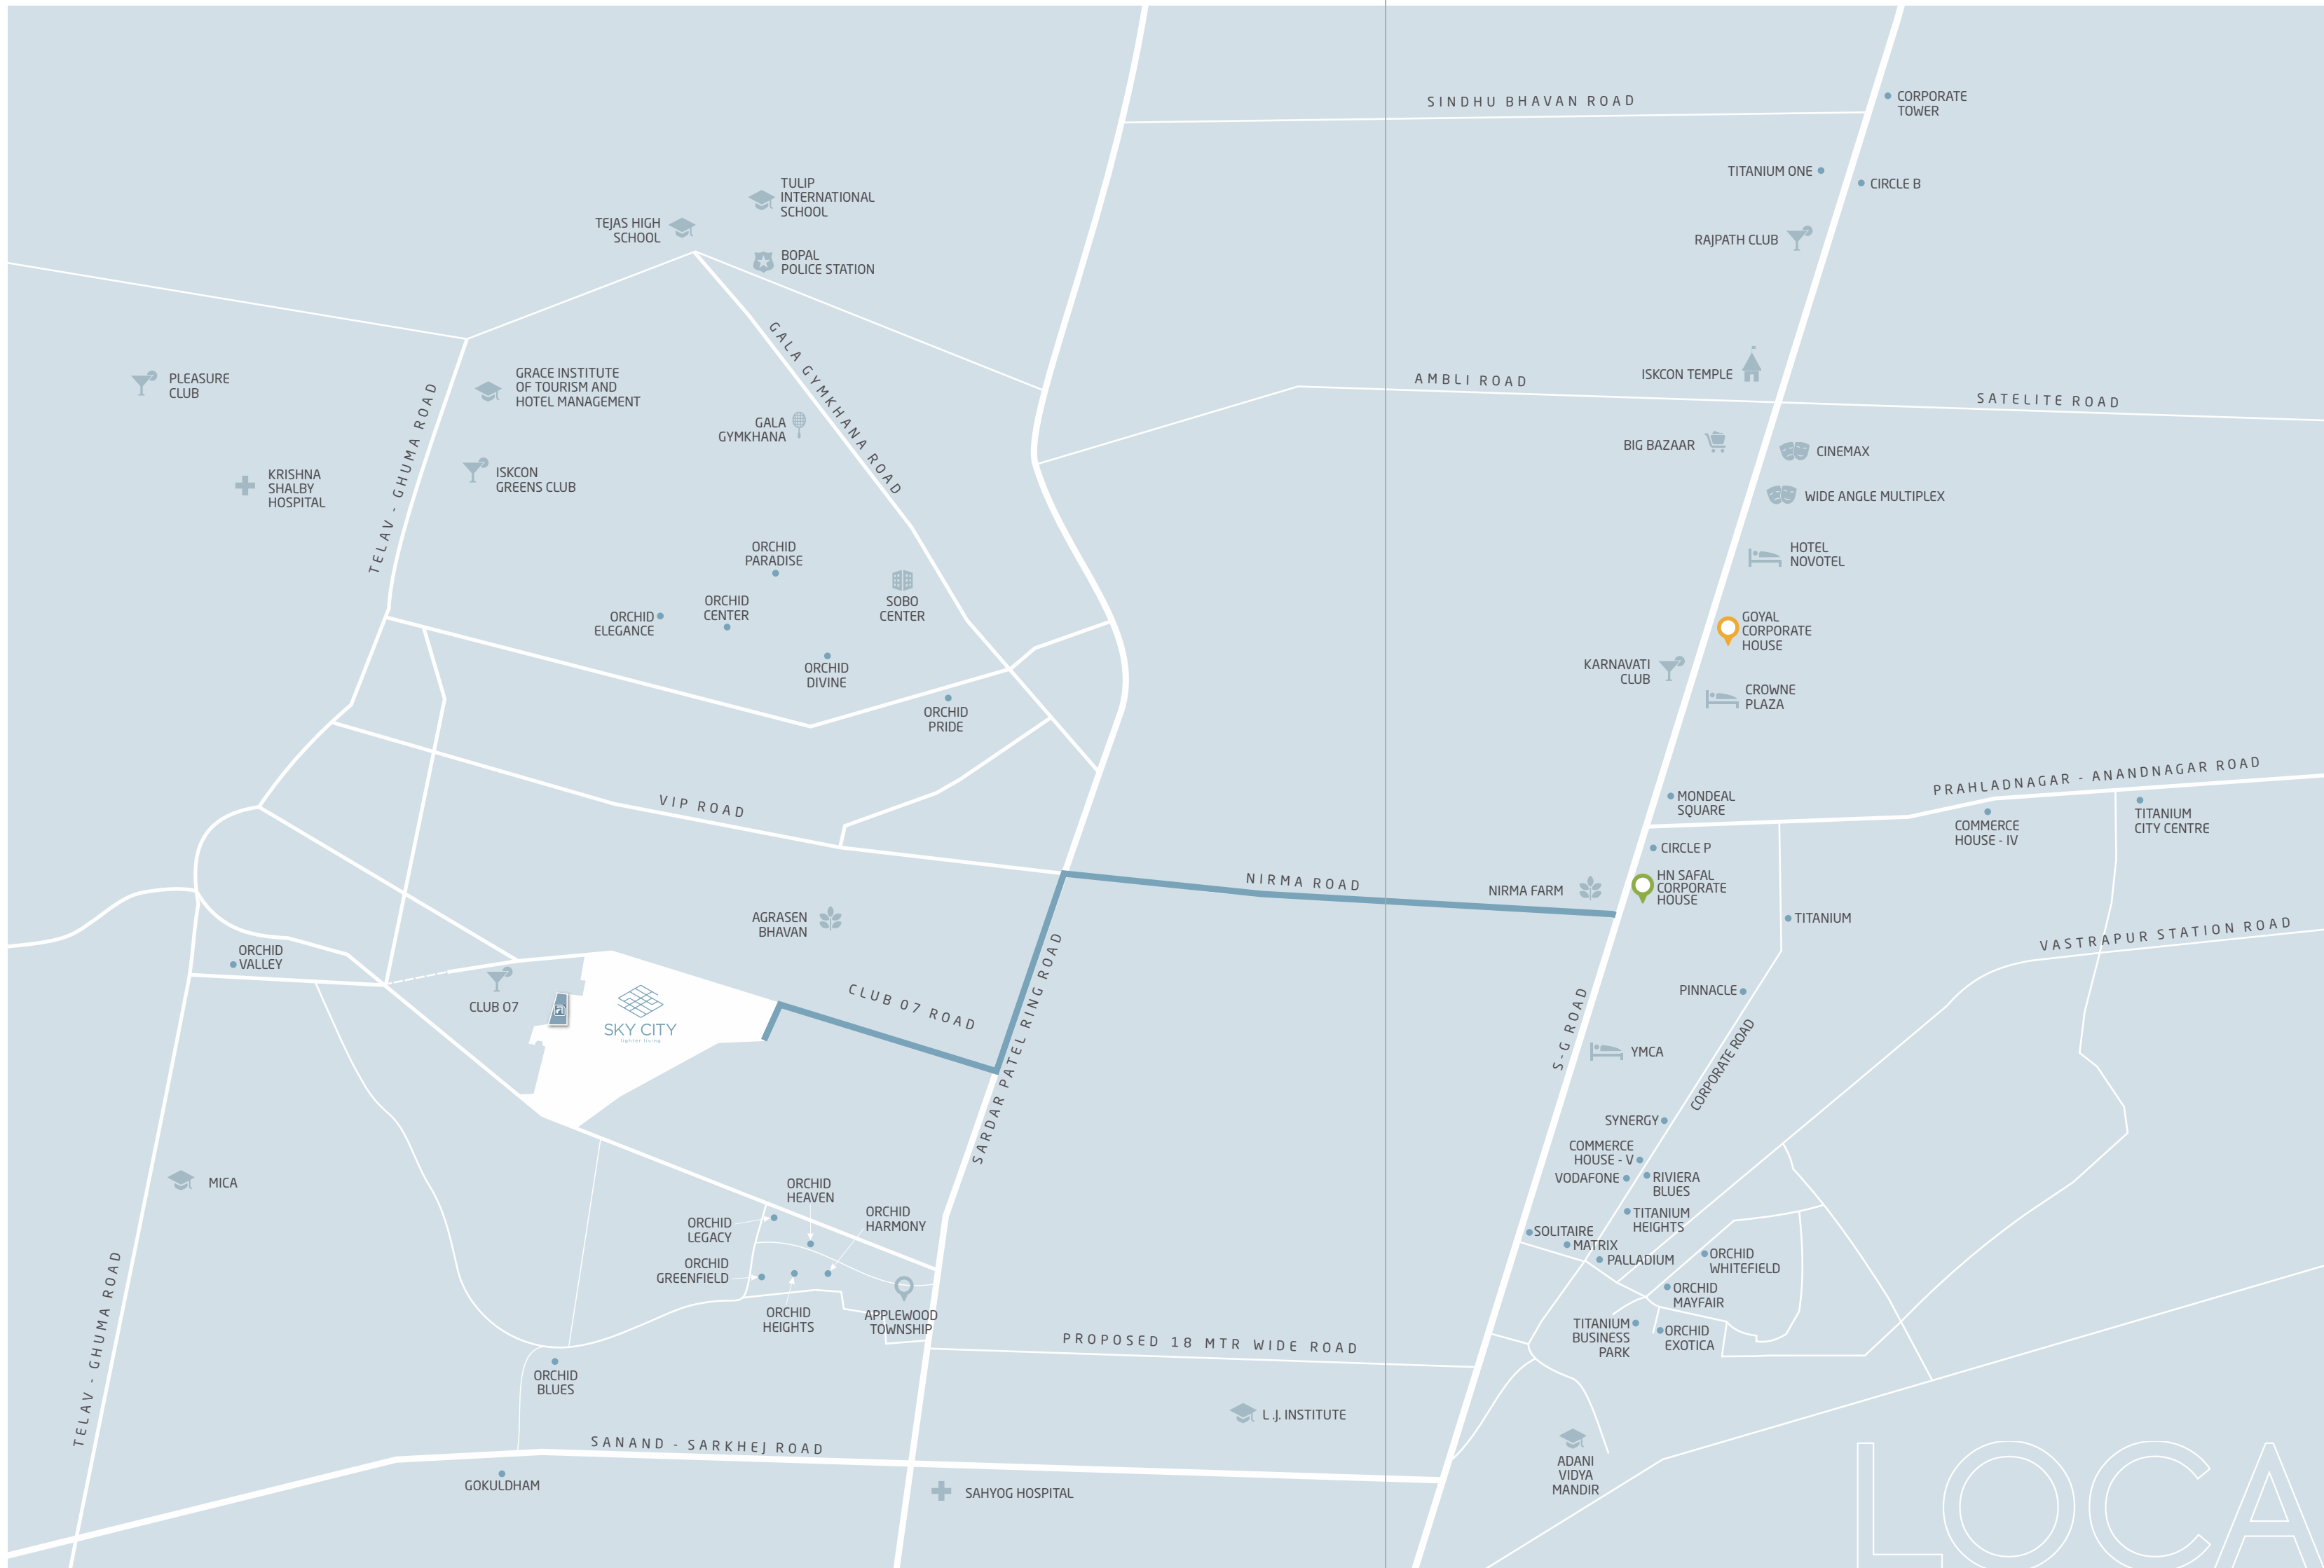 SINDHU BHAVAN ROAD
CORPORATE
TOWER
TITANIUM ONE
CIRCLE B
TULIP
INTERNATIONAL
SCHOOL
TEJAS HIGH
SCHOOL
BOPAL
POLICE STATION
RAJPATH CLUB
GALA GYMKHANA ROAD
PLEASURE
CLUB
TELAV - GHUMA ROAD
GRACE INSTITUTE
OF TOURISM AND
HOTEL MANAGEMENT
GALA
GYMKHANA
AMBLI ROAD
ISKCON TEMPLE
SATELITE ROAD
KRISHNA
SHALBY
HOSPITAL
ISKCON
GREENS CLUB
BIG BAZAAR
CINEMAX
WIDE ANGLE MULTIPLEX
HOTEL
NOVOTEL
ORCHID
PARADISE
ORCHID
CENTER
ORCHID
ELEGANCE
SOBO
CENTER
ORCHID
DIVINE
ORCHID
PRIDE
GOYAL
CORPORATE
HOUSE
KARNAVATI
CLUB
CROWNE
PLAZA
VIP ROAD
MONDEAL
SQUARE
PRAHLADNAGAR - ANANDNAGAR ROAD
COMMERCE
HOUSE - IV
TITANIUM
CITY CENTRE
CIRCLE P
NIRMA ROAD
NIRMA FARM
HN SAFAL
CORPORATE
HOUSE
AGRASEN
BHAVAN
TITANIUM
VASTRAPUR STATION ROAD
ORCHID
VALLEY
CLUB 07
SKY CITY
lighter living
CLUB 07 ROAD
SARDAR PATEL RING ROAD
S-G ROAD
PINNACLE
YMCA
CORPORATE ROAD
SYNERGY
COMMERCE
HOUSE - V
VODAFONE
RIVIERA
BLUES
TITANIUM
HEIGHTS
SOLITAIRE
MATRIX
PALLADIUM
ORCHID
WHITEFIELD
ORCHID
MAYFAIR
TITANIUM
BUSINESS
PARK
ORCHID
EXOTICA
MICA
ORCHID
HEAVEN
ORCHID
HARMONY
ORCHID
LEGACY
ORCHID
GREENFIELD
ORCHID
HEIGHTS
APPLEWOOD
TOWNSHIP
TELAV - GHUMA ROAD
PROPOSED 18 MTR WIDE ROAD
ORCHID
BLUES
L.J. INSTITUTE
SANAND - SARKHEJ ROAD
GOKULDHAM
SAHYOG HOSPITAL
ADANI
VIDYA
MANDIR
LOCA